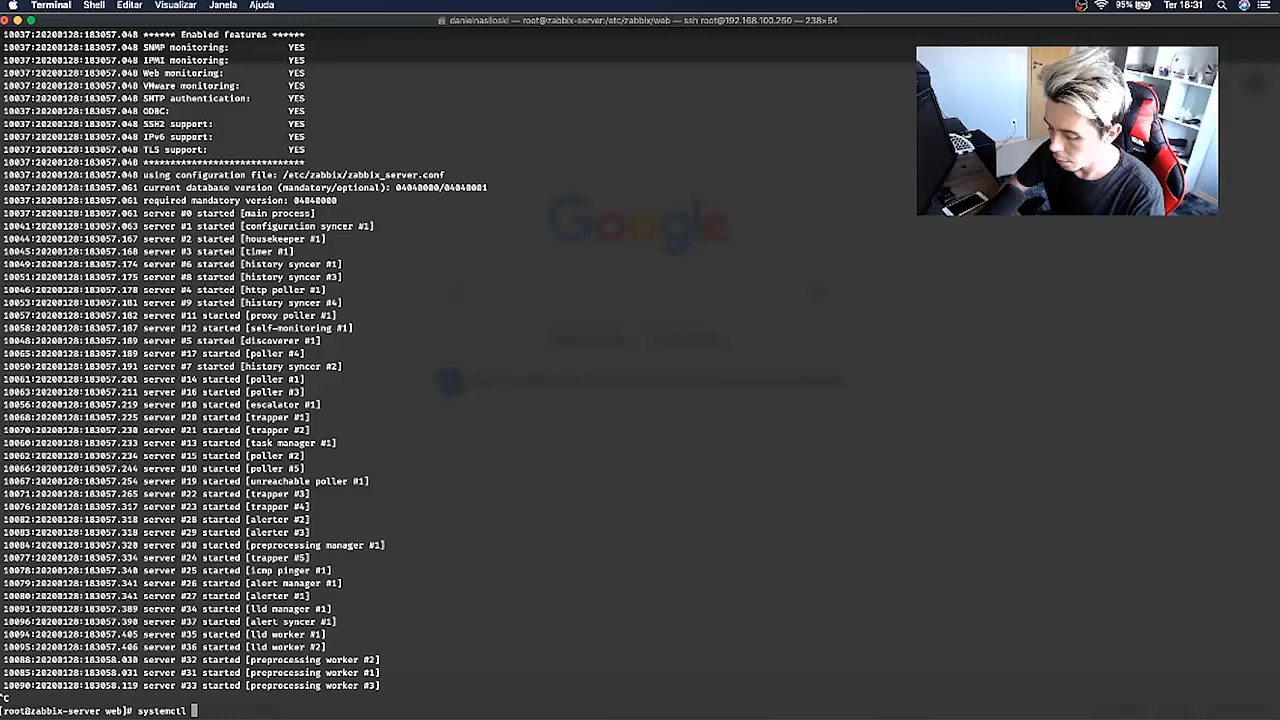 Terminal Shell Editar Visualizar Janela Ajuda 95% Ter 18:31
danielnasiloski — root@zabbix-server:/etc/zabbix/web — ssh root@192.168.100.250 — 238×54
10037:20200128:183057.048 ****** Enabled features ******
10037:20200128:183057.048 SNMP monitoring: YES
10037:20200128:183057.048 IPMI monitoring: YES
10037:20200128:183057.048 Web monitoring: YES
10037:20200128:183057.048 VMware monitoring: YES
10037:20200128:183057.048 SMTP authentication: YES
10037:20200128:183057.048 ODBC: YES
10037:20200128:183057.048 SSH2 support: YES
10037:20200128:183057.048 IPv6 support: YES
10037:20200128:183057.048 TLS support: YES
10037:20200128:183057.048 ******************************
10037:20200128:183057.048 using configuration file: /etc/zabbix/zabbix_server.conf
10037:20200128:183057.061 current database version (mandatory/optional): 04040000/04040001
10037:20200128:183057.061 required mandatory version: 04040000
10037:20200128:183057.061 server #0 started [main process]
10041:20200128:183057.063 server #1 started [configuration syncer #1]
10044:20200128:183057.167 server #2 started [housekeeper #1]
10045:20200128:183057.168 server #3 started [timer #1]
10049:20200128:183057.174 server #6 started [history syncer #1]
10051:20200128:183057.175 server #8 started [history syncer #3]
10046:20200128:183057.178 server #4 started [http poller #1]
10053:20200128:183057.181 server #9 started [history syncer #4]
10057:20200128:183057.182 server #11 started [proxy poller #1]
10058:20200128:183057.187 server #12 started [self-monitoring #1]
10048:20200128:183057.189 server #5 started [discoverer #1]
10065:20200128:183057.189 server #17 started [poller #4]
10050:20200128:183057.191 server #7 started [history syncer #2]
10061:20200128:183057.201 server #14 started [poller #1]
10063:20200128:183057.211 server #16 started [poller #3]
10056:20200128:183057.219 server #10 started [escalator #1]
10068:20200128:183057.225 server #20 started [trapper #1]
10070:20200128:183057.230 server #21 started [trapper #2]
10060:20200128:183057.233 server #13 started [task manager #1]
10062:20200128:183057.234 server #15 started [poller #2]
10066:20200128:183057.244 server #18 started [poller #5]
10067:20200128:183057.254 server #19 started [unreachable poller #1]
10071:20200128:183057.265 server #22 started [trapper #3]
10076:20200128:183057.317 server #23 started [trapper #4]
10082:20200128:183057.318 server #28 started [alerter #2]
10083:20200128:183057.318 server #29 started [alerter #3]
10084:20200128:183057.320 server #30 started [preprocessing manager #1]
10077:20200128:183057.334 server #24 started [trapper #5]
10078:20200128:183057.340 server #25 started [icmp pinger #1]
10079:20200128:183057.341 server #26 started [alert manager #1]
10080:20200128:183057.341 server #27 started [alerter #1]
10091:20200128:183057.389 server #34 started [lld manager #1]
10096:20200128:183057.390 server #37 started [alert syncer #1]
10094:20200128:183057.405 server #35 started [lld worker #1]
10095:20200128:183057.406 server #36 started [lld worker #2]
10088:20200128:183058.030 server #32 started [preprocessing worker #2]
10085:20200128:183058.031 server #31 started [preprocessing worker #1]
10090:20200128:183058.119 server #33 started [preprocessing worker #3]
^C
[root@zabbix-server web]# systemctl
Google